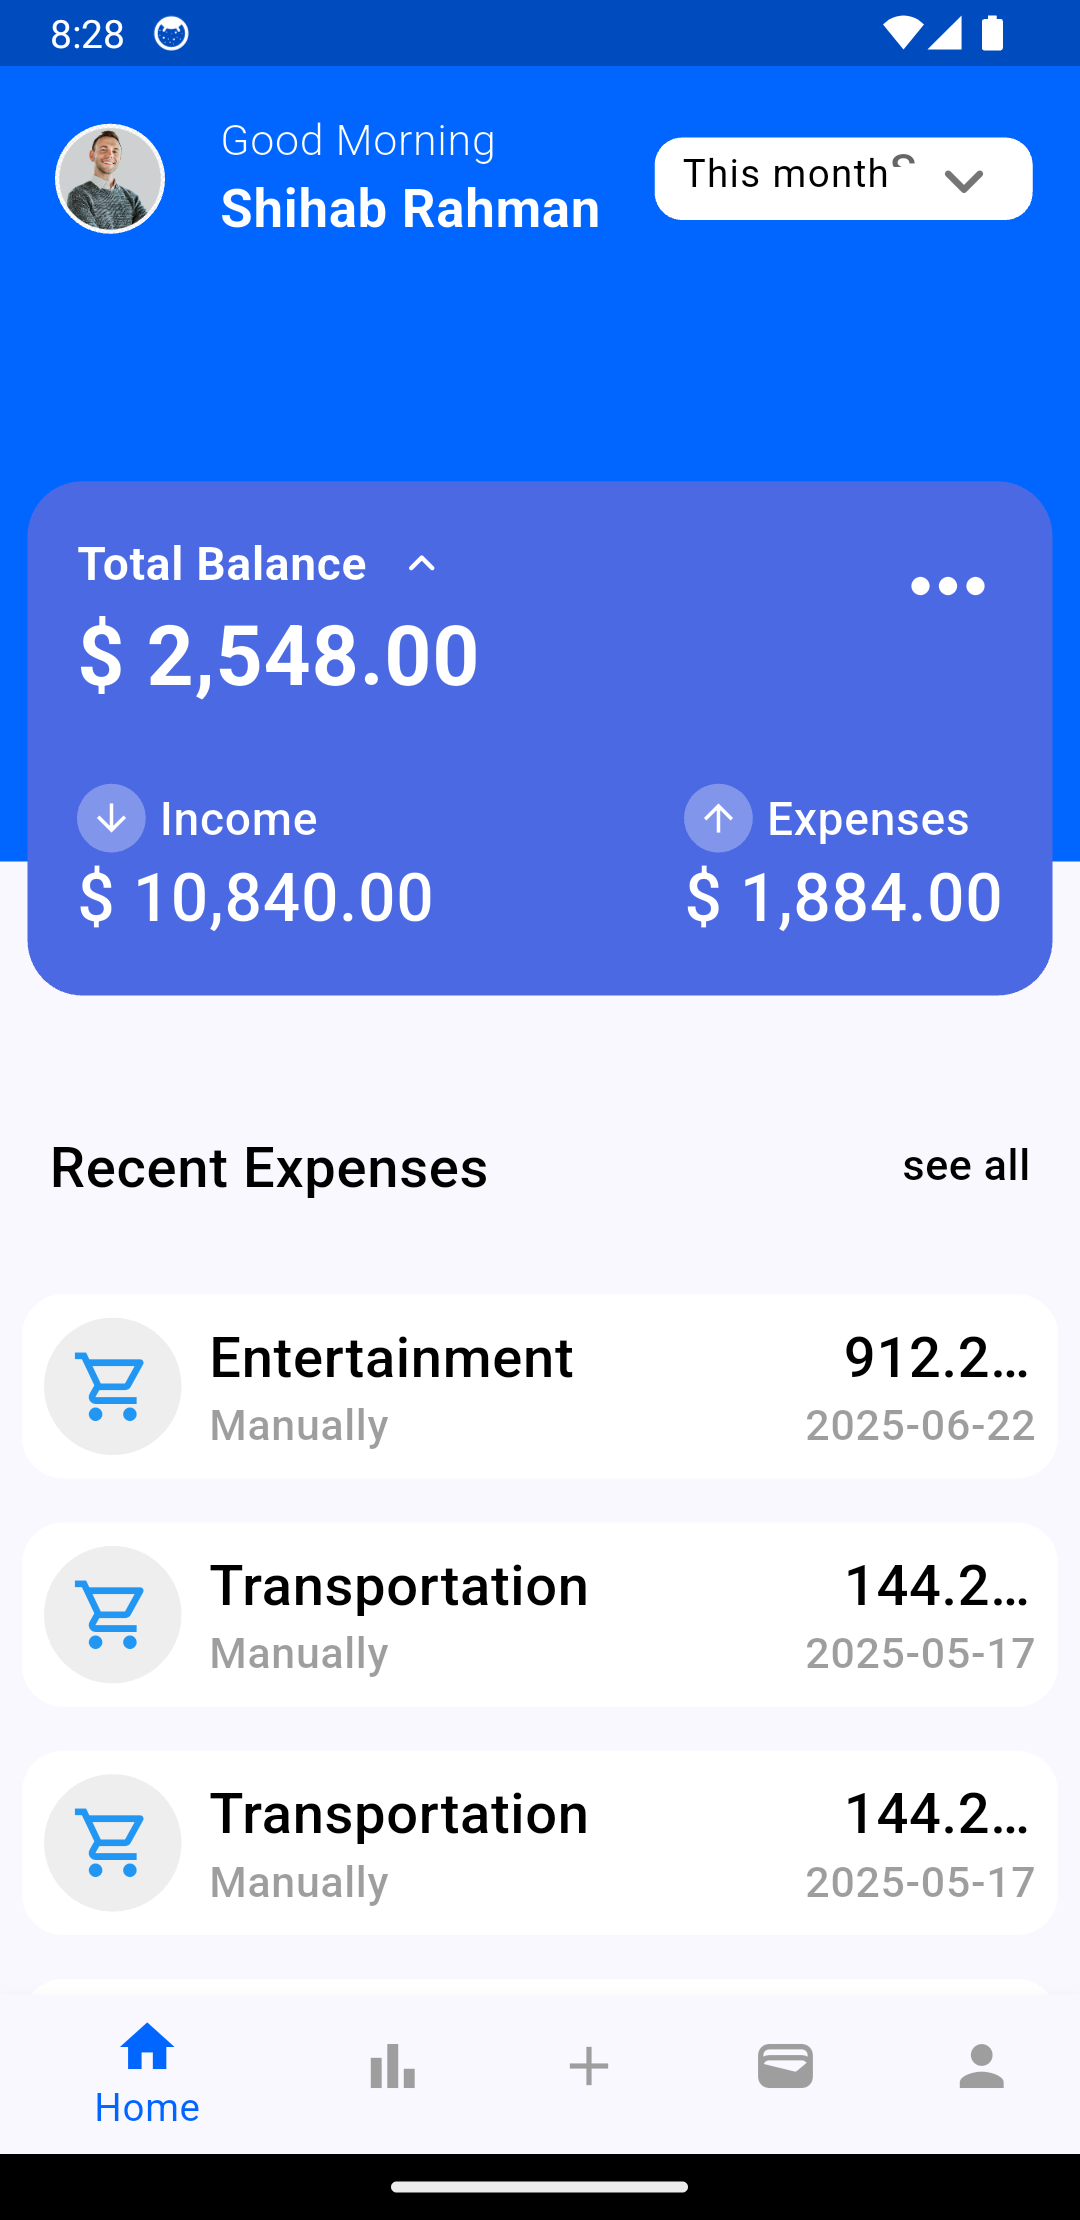 8:28
Good Morning
Shihab Rahman
This month
Total Balance
$ 2,548.00
Income
Expenses
$ 10,840.00
$ 1,884.00
Recent Expenses
see all
Entertainment
912.2…
Manually
2025-06-22
Transportation
144.2…
Manually
2025-05-17
Transportation
144.2…
Manually
2025-05-17
Home